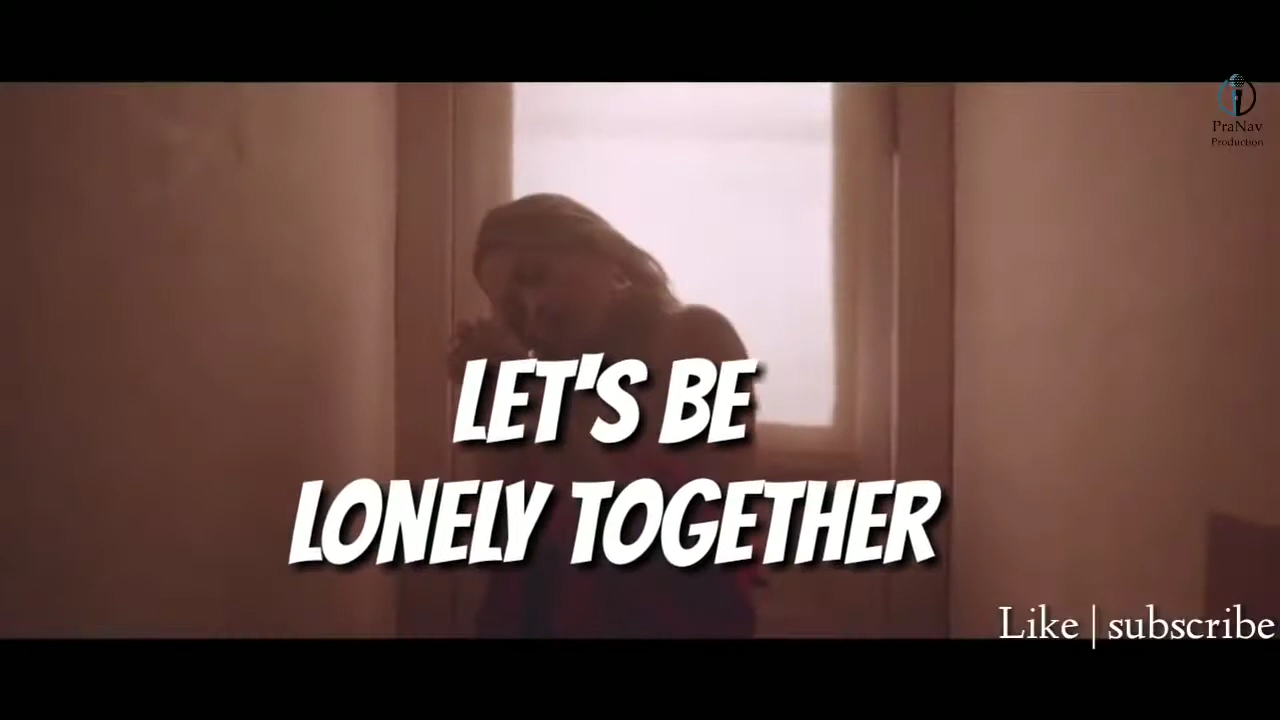 PraNav
Production
LET'S BE
LONELY TOGETHER
Like | subscribe